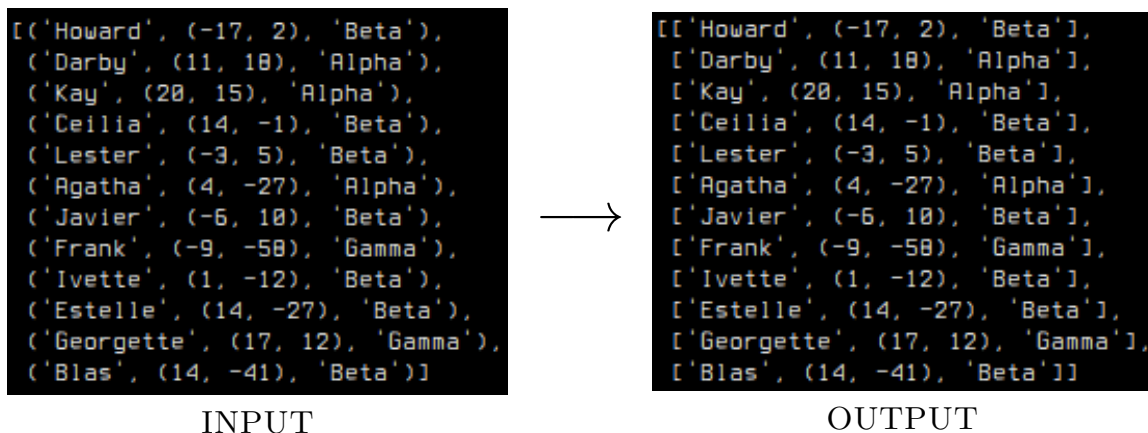 [('Howard', (-17, 2), 'Beta'),
('Darby', (11, 18), 'Alpha'),
('Kay', (20, 15), 'Alpha'),
('Ceilia', (14, -1), 'Beta'),
('Lester', (-3, 5), 'Beta'),
('Agatha', (4, -27), 'Alpha'),
('Javier', (-6, 10), 'Beta'),
('Frank', (-9, -58), 'Gamma'),
('Ivette', (1, -12), 'Beta'),
('Estelle', (14, -27), 'Beta'),
('Georgette', (17, 12), 'Gamma'),
('Blas', (14, -41), 'Beta')]
INPUT
[['Howard', (-17, 2), 'Beta'],
['Darby', (11, 18), 'Alpha'],
['Kay', (20, 15), 'Alpha'],
['Ceilia', (14, -1), 'Beta'],
['Lester', (-3, 5), 'Beta'],
['Agatha', (4, -27), 'Alpha'],
['Javier', (-6, 10), 'Beta'],
['Frank', (-9, -58), 'Gamma'],
['Ivette', (1, -12), 'Beta'],
['Estelle', (14, -27), 'Beta'],
['Georgette', (17, 12), 'Gamma'],
['Blas', (14, -41), 'Beta']]
OUTPUT